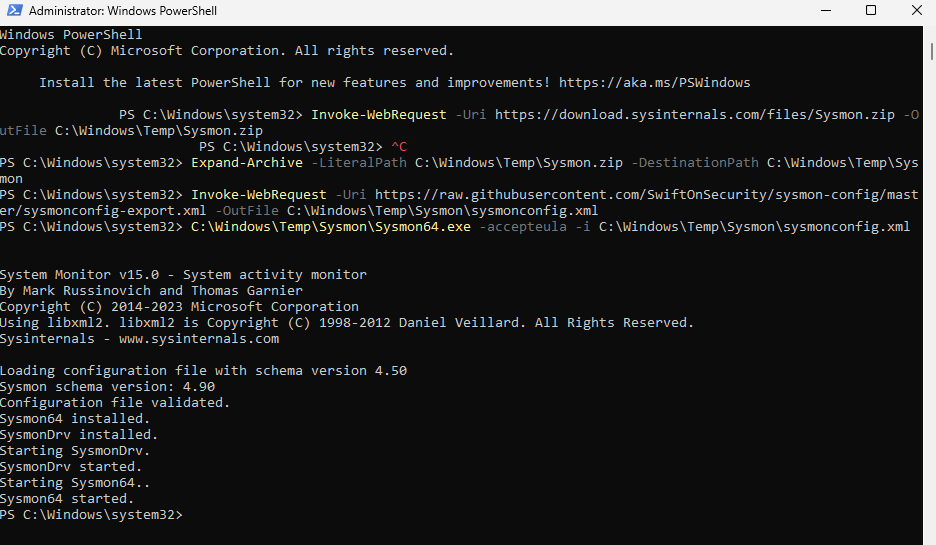 Administrator: Windows PowerShell
Windows PowerShell
Copyright (C) Microsoft Corporation. All rights reserved.
Install the latest PowerShell for new features and improvements! https://aka.ms/PSWindows
PS C:\Windows\system32> Invoke-WebRequest -Uri https://download.sysinternals.com/files/Sysmon.zip -O
utFile C:\Windows\Temp\Sysmon.zip
PS C:\Windows\system32> ^C
PS C:\Windows\system32> Expand-Archive -LiteralPath C:\Windows\Temp\Sysmon.zip -DestinationPath C:\Windows\Temp\Sys
mon
PS C:\Windows\system32> Invoke-WebRequest -Uri https://raw.githubusercontent.com/SwiftOnSecurity/sysmon-config/mast
er/sysmonconfig-export.xml -OutFile C:\Windows\Temp\Sysmon\sysmonconfig.xml
PS C:\Windows\system32> C:\Windows\Temp\Sysmon\Sysmon64.exe -accepteula -i C:\Windows\Temp\Sysmon\sysmonconfig.xml
System Monitor v15.0 - System activity monitor
By Mark Russinovich and Thomas Garnier
Copyright (C) 2014-2023 Microsoft Corporation
Using libxml2. libxml2 is Copyright (C) 1998-2012 Daniel Veillard. All Rights Reserved.
Sysinternals - www.sysinternals.com
Loading configuration file with schema version 4.50
Sysmon schema version: 4.90
Configuration file validated.
Sysmon64 installed.
SysmonDrv installed.
Starting SysmonDrv.
SysmonDrv started.
Starting Sysmon64..
Sysmon64 started.
PS C:\Windows\system32>